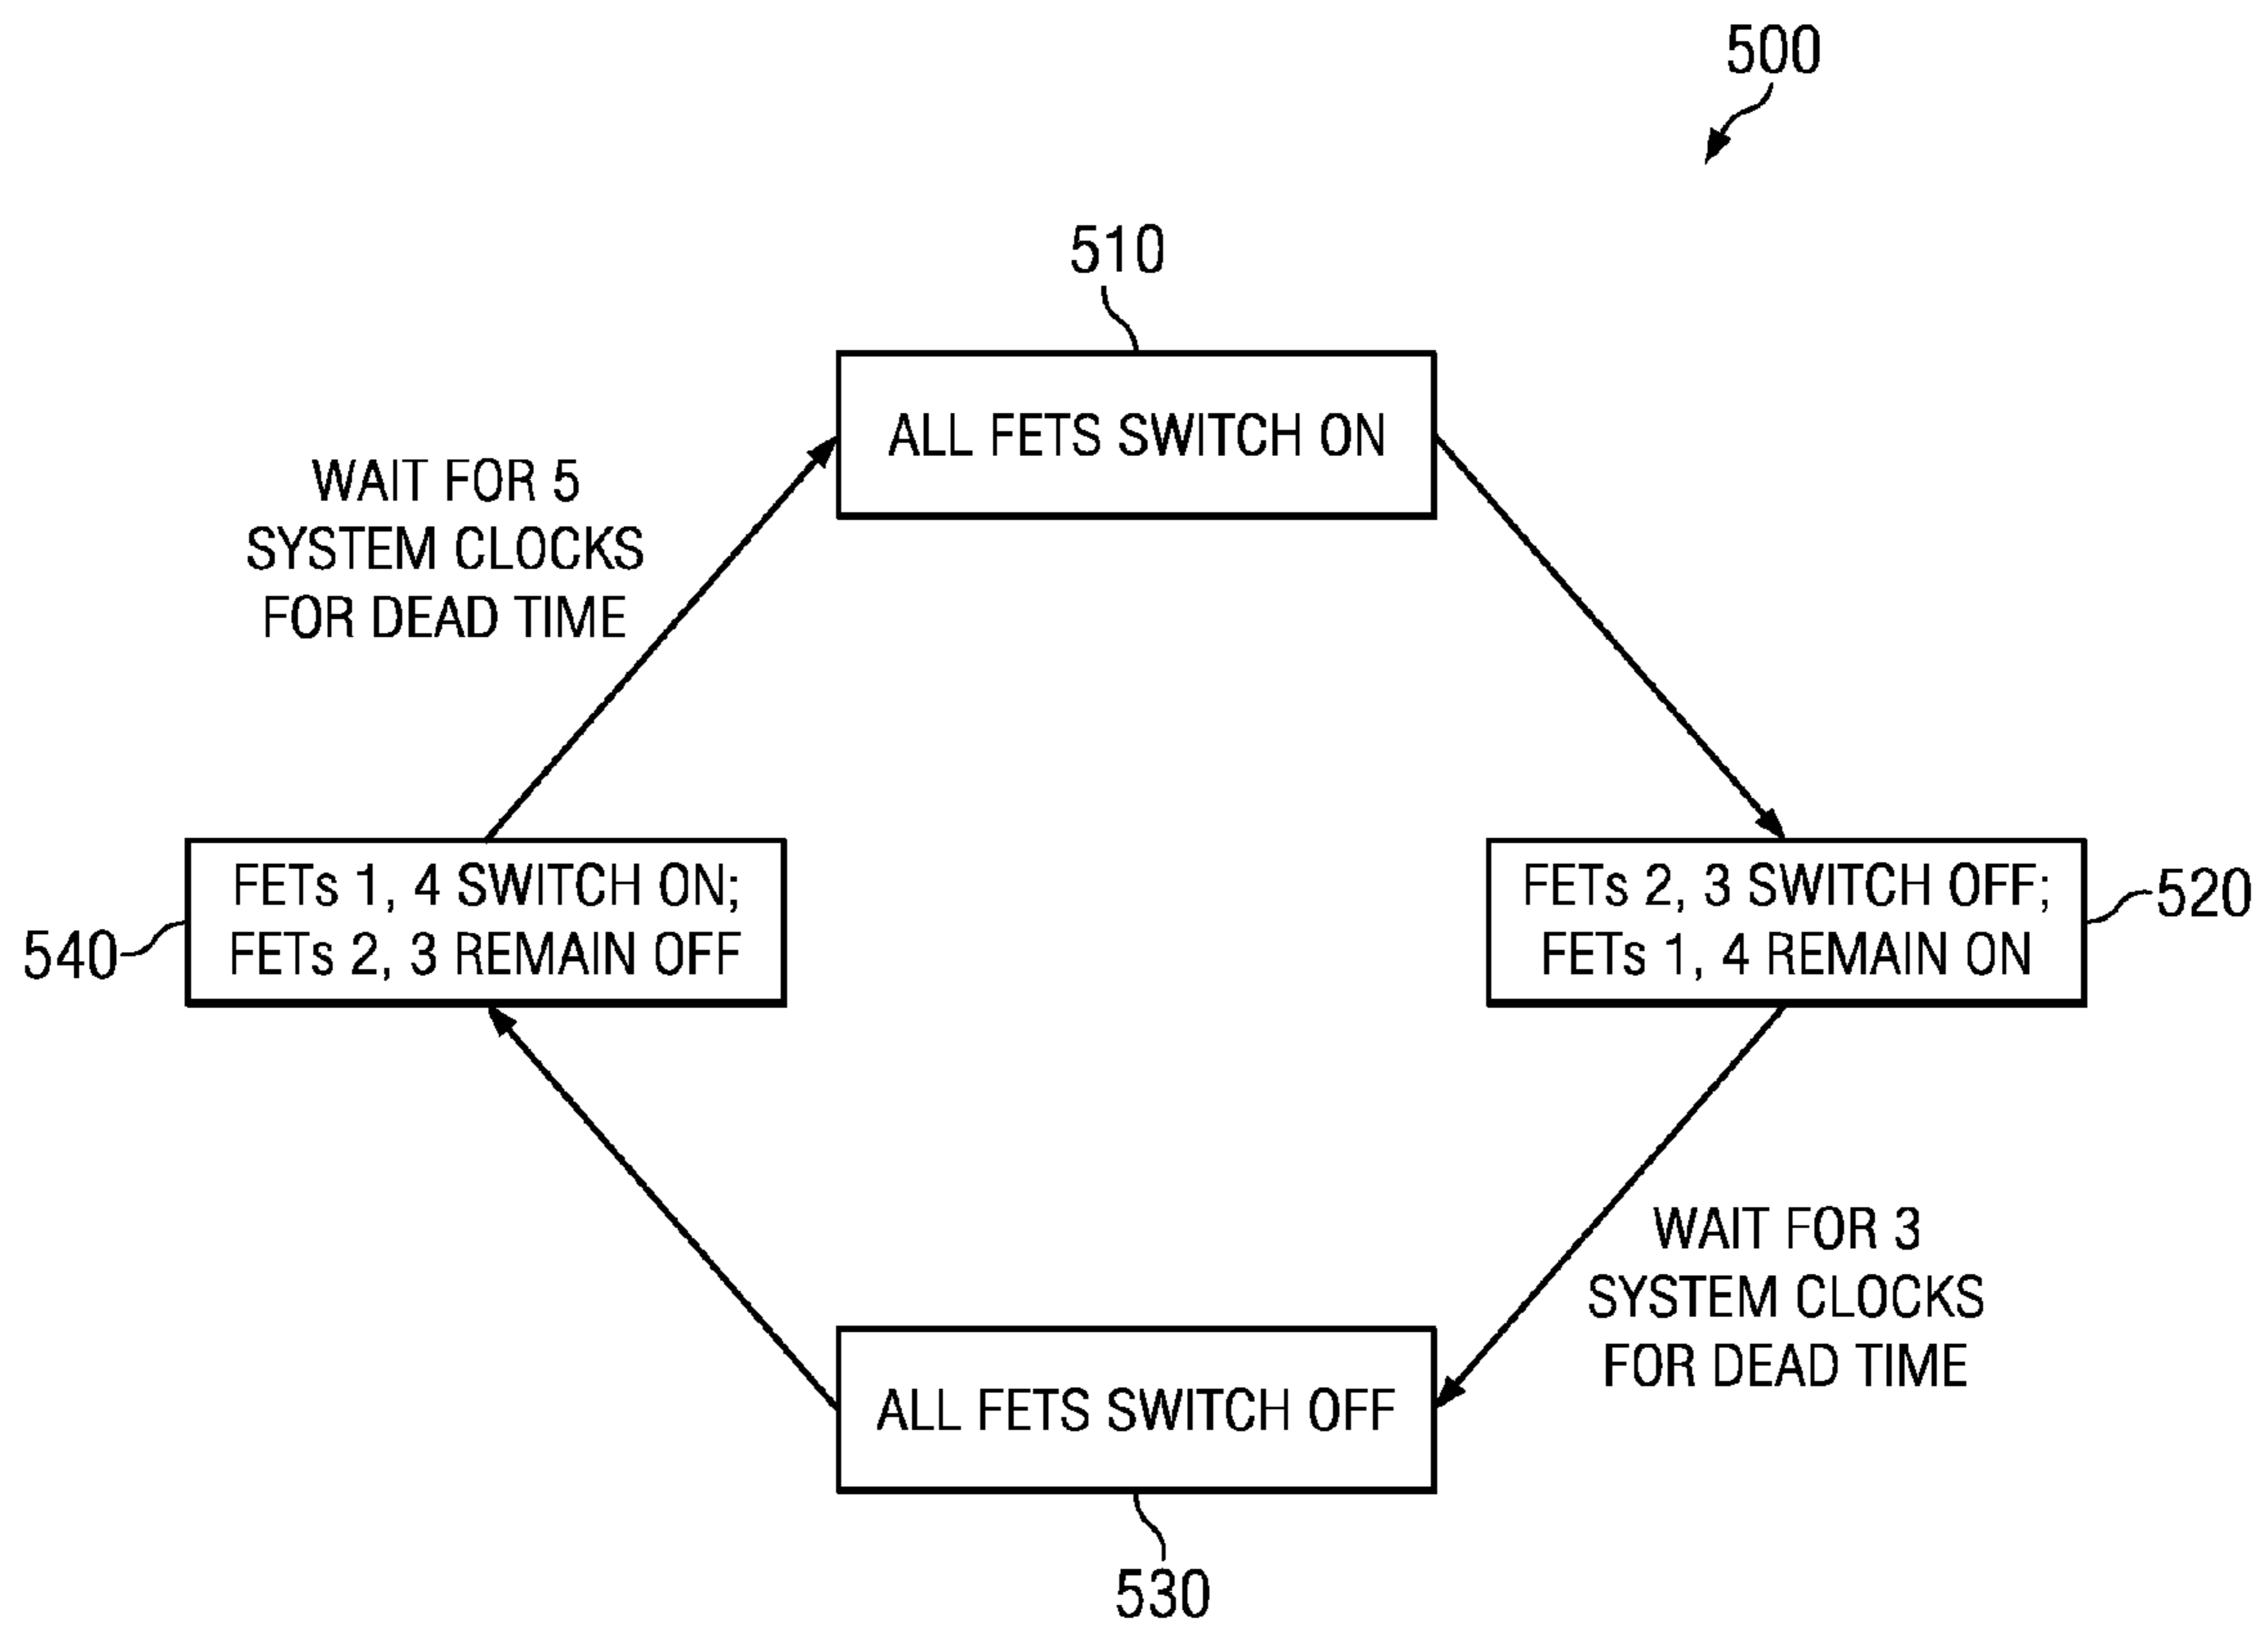 500
510
ALL FETS SWITCH ON
WAIT FOR 5
SYSTEM CLOCKS
FOR DEAD TIME
FETs 1, 4 SWITCH ON;
FETs 2, 3 REMAIN OFF
540
FETs 2, 3 SWITCH OFF;
FETs 1, 4 REMAIN ON
520
WAIT FOR 3
SYSTEM CLOCKS
FOR DEAD TIME
ALL FETS SWITCH OFF
530